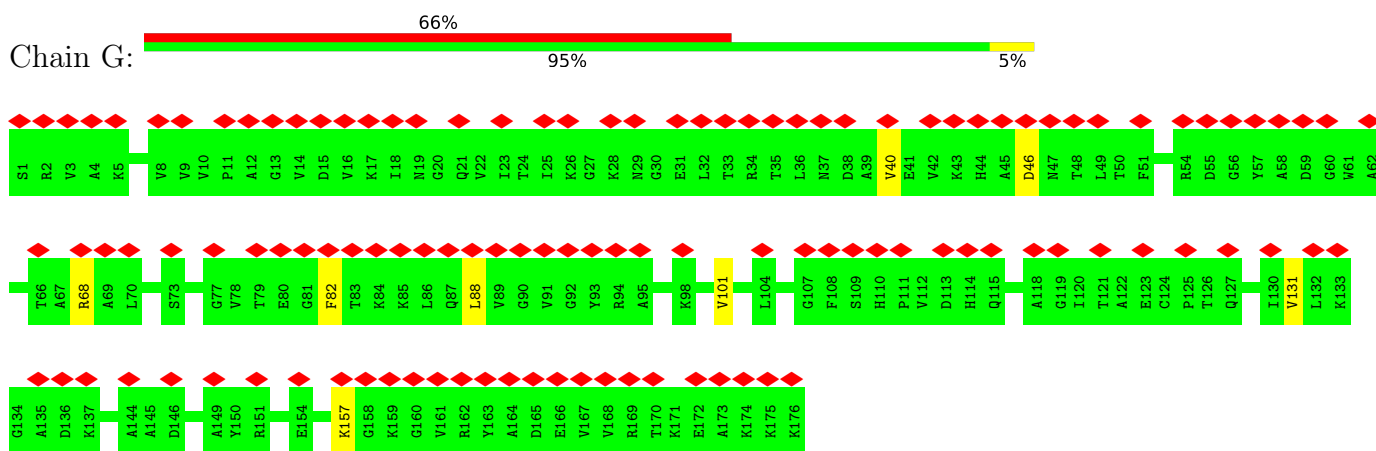 66%
Chain G:
95% 5%
S1 R2 V3 A4 K5 V8 V9 V10 P11 A12 G13 V14 D15 V16 K17 I18 N19 G20 Q21 V22 I23 T24 I25 K26 G27 K28 N29 G30 E31 L32 T33 R34 T35 L36 N37 D38 A39 V40 E41 V42 K43 H44 A45 D46 N47 T48 L49 T50 F51 R54 D55 G56 Y57 A58 D59 G60 W61 A62
T66 A67 R68 A69 L70 S73 G77 V78 T79 E80 G81 F82 T83 K84 K85 L86 Q87 L88 V89 G90 V91 G92 Y93 R94 A95 K98 V101 L104 G107 F108 S109 H110 P111 V112 D113 H114 Q115 A118 G119 I120 T121 A122 E123 C124 P125 T126 Q127 I130 V131 L132 K133
G134 A135 D136 K137 A144 A145 D146 A149 Y150 R151 E154 K157 G158 K159 G160 V161 R162 Y163 A164 D165 E166 V167 V168 R169 T170 K171 E172 A173 K174 K175 K176